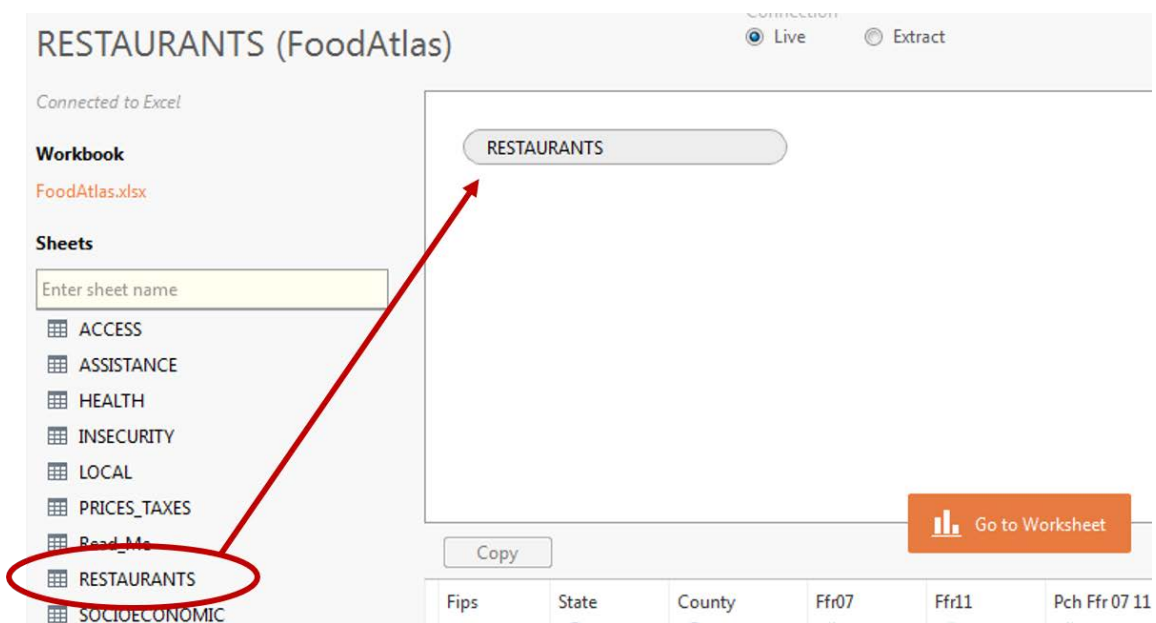 Connection
RESTAURANTS (FoodAtlas)
Live
Extract
Connected to Excel
Workbook
FoodAtlas.xlsx
Sheets
Enter sheet name
ACCESS
ASSISTANCE
HEALTH
INSECURITY
LOCAL
PRICES_TAXES
Read_Me
RESTAURANTS
SOCIOECONOMIC
RESTAURANTS
Go to Worksheet
Copy
Fips State County Ffr07 Ffr11 Pch Ffr 07 11